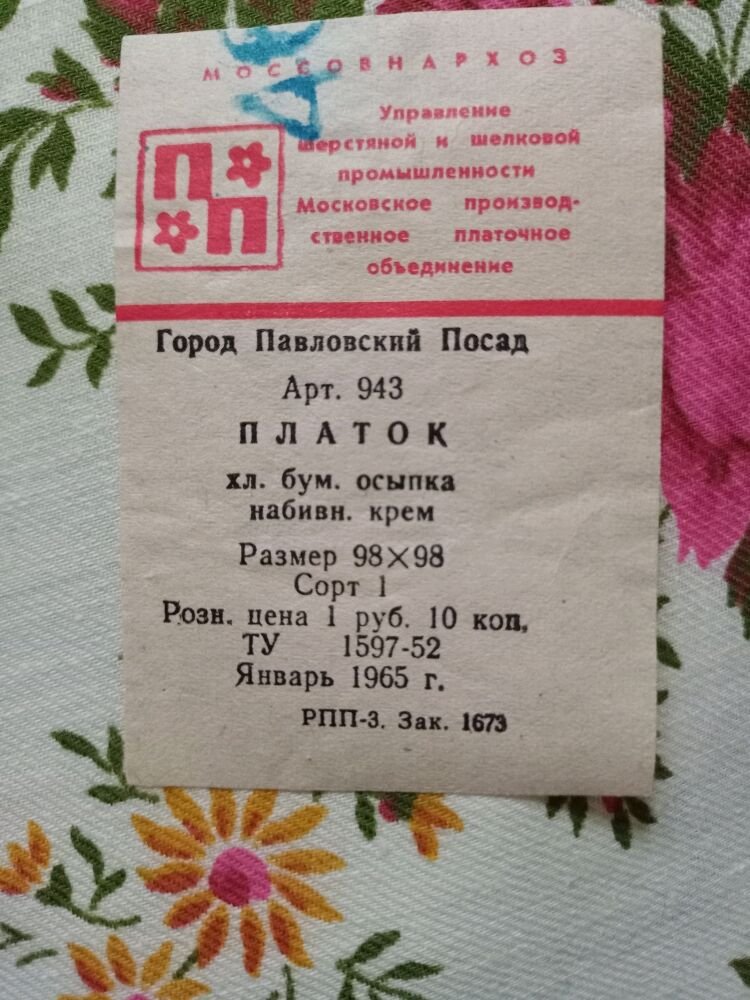 МОССОВНАРХОЗ
Управление
шерстяной и шелковой
промышленности
Московское производ-
ственное платочное
объединение
П
П
Город Павловский Посад
Арт. 943
ПЛАТОК
хл. бум. осыпка
набивн. крем
Размер 98×98
Сорт 1
Розн. цена 1 руб. 10 коп.
ТУ 1597-52
Январь 1965 г.
РПП-3. Зак. 1673